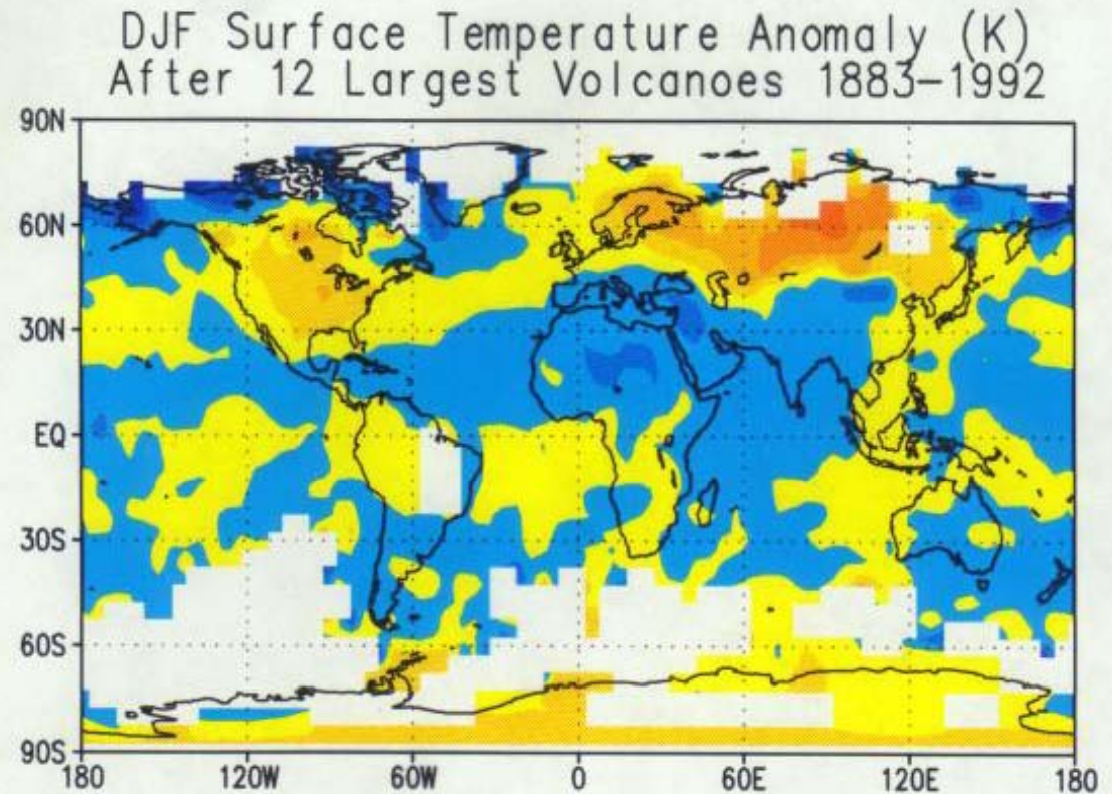 DJF Surface Temperature Anomaly (K)
After 12 Largest Volcanoes 1883-1992
90N
60N
30N
EQ
30S
60S
90S
180 120W 60W 0 60E 120E 180